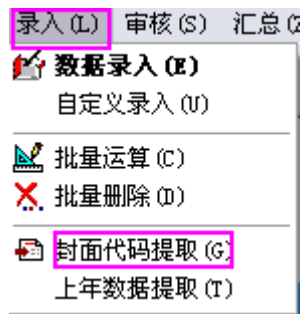 录入(L) 审核(S) 汇总(
数据录入(E)
自定义录入(U)
批量运算(C)
批量删除(D)
封面代码提取(G)
上年数据提取(T)